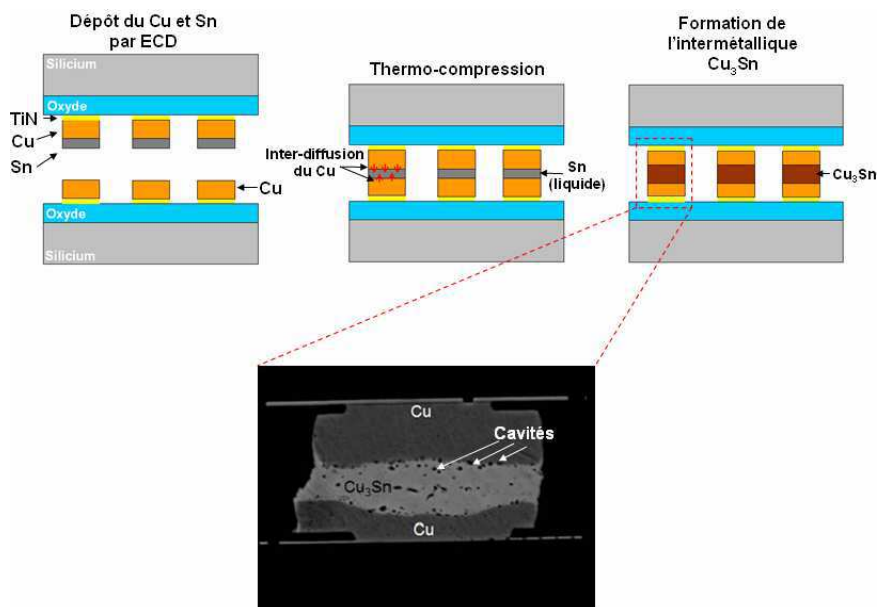 Dépôt du Cu et Sn
par ECD
Silicium
Oxyde
TiN
Cu
Sn
Cu
Oxyde
Silicium
Thermo-compression
Inter-diffusion
du Cu
Sn
(liquide)
Formation de
l'intermétallique
Cu₃Sn
Cu₃Sn
Cu
Cavités
Cu₃Sn
Cu